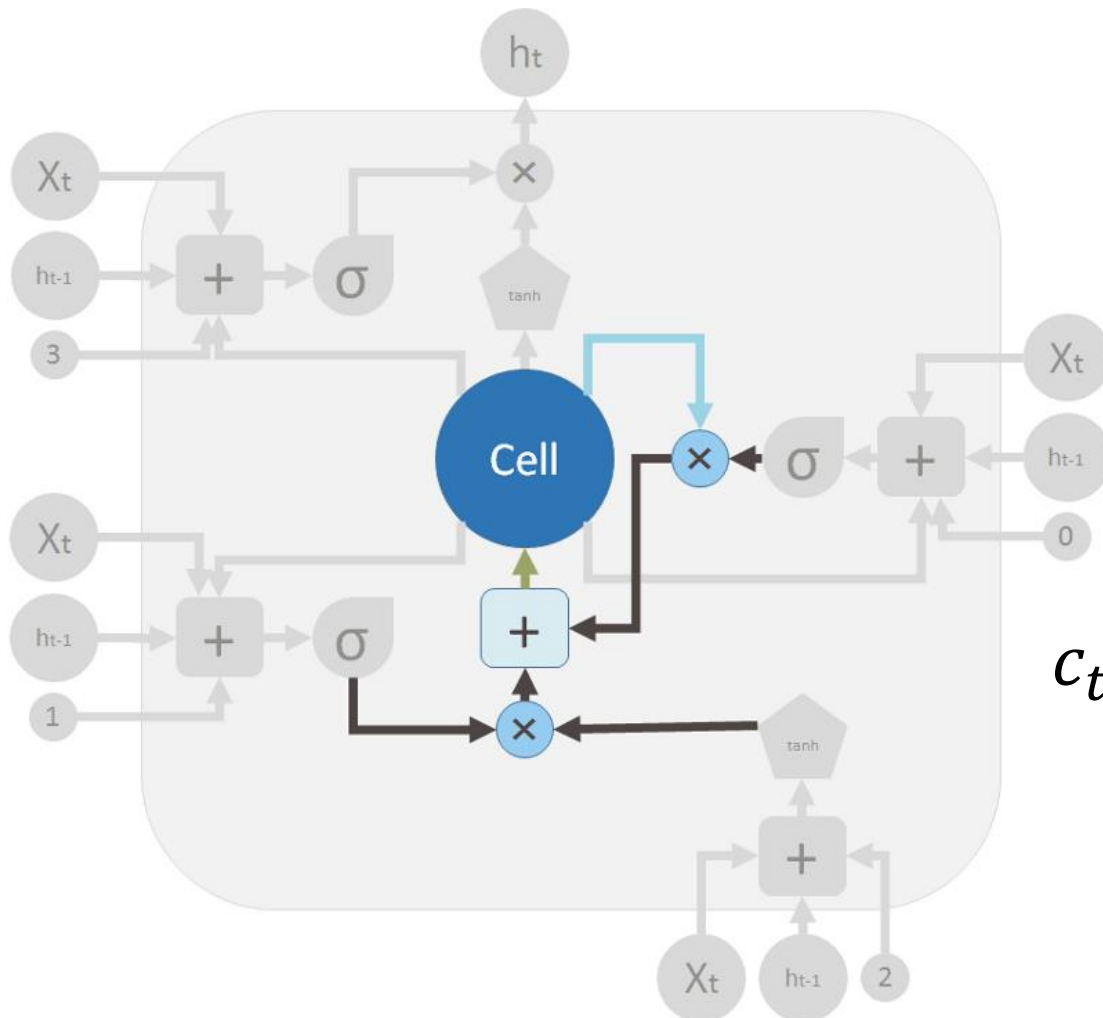 hₜ
×
Xₜ
hₜ₋₁
+
σ
tanh
3
Xₜ
Cell
×
σ
+
hₜ₋₁
0
Xₜ
hₜ₋₁
+
σ
1
+
cₜ
×
tanh
+
Xₜ
hₜ₋₁
2